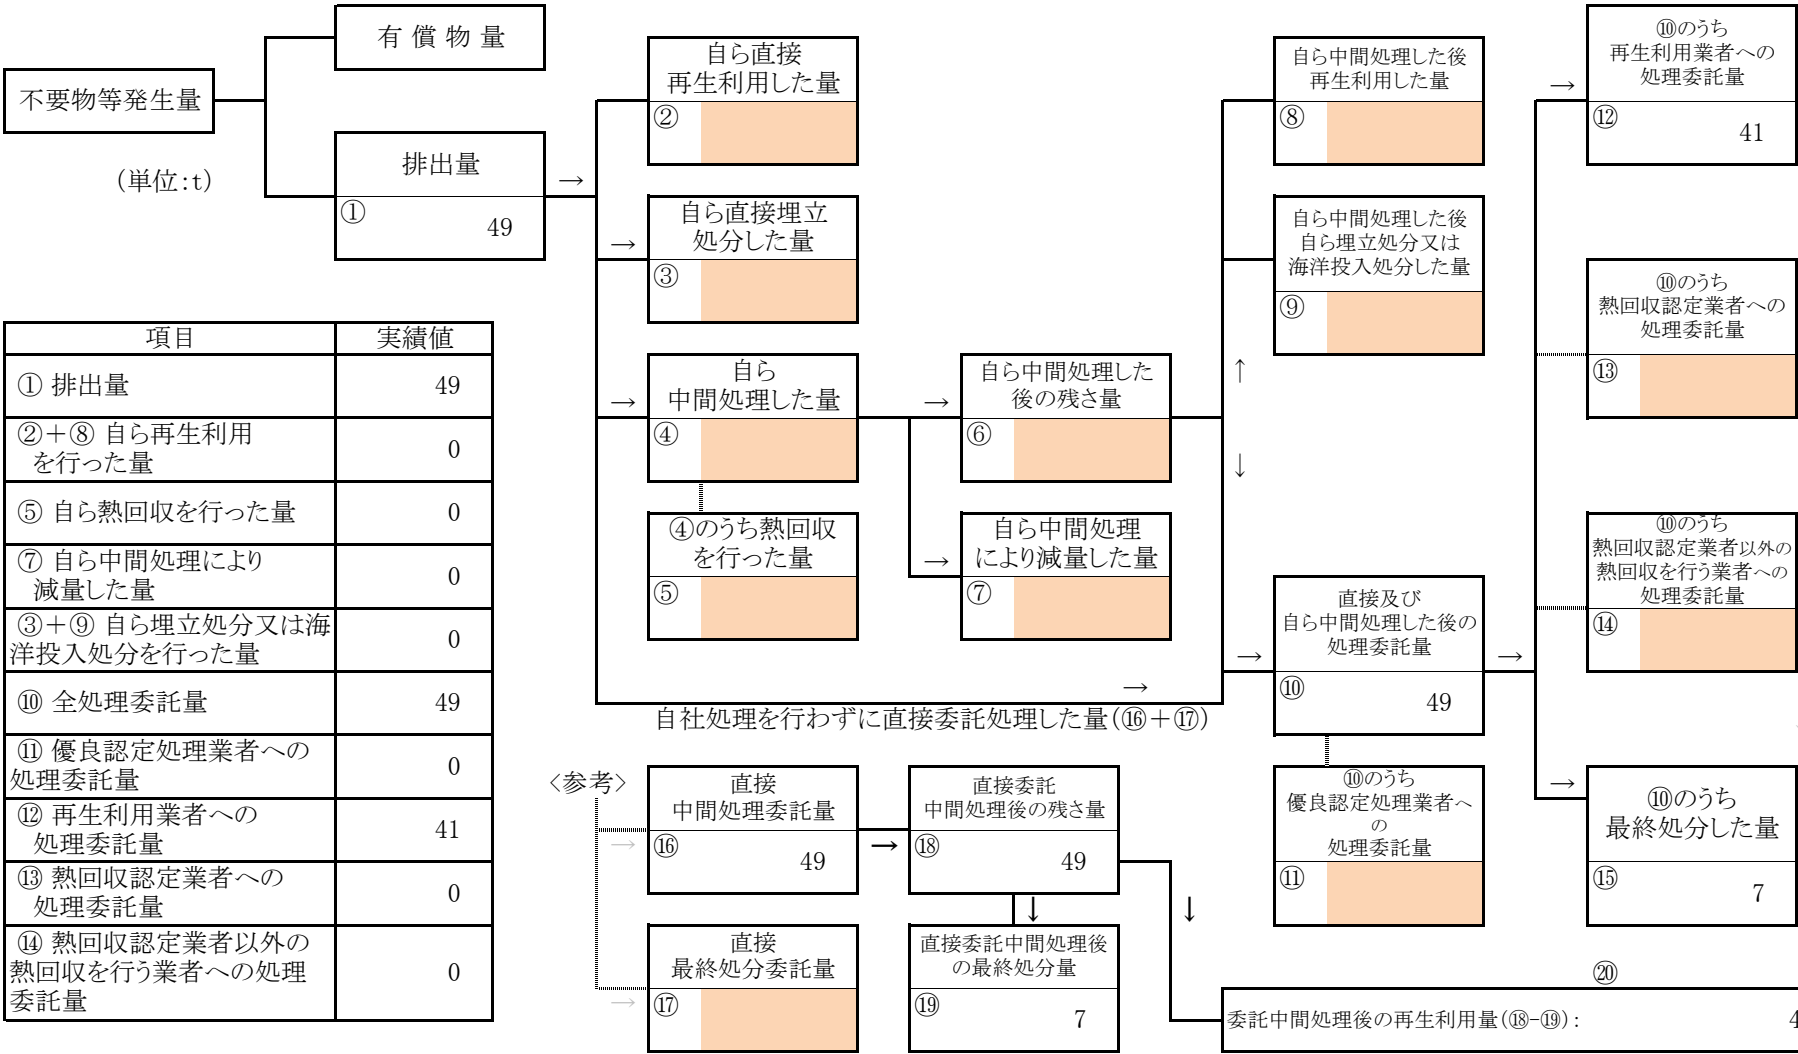 有 償 物 量
不要物等発生量
(単位:t)
排出量
→
①
49
自ら直接
再生利用した量
②
→
自ら直接埋立
処分した量
③
→
自ら
中間処理した量
④
④のうち熱回収
を行った量
⑤
→
自ら中間処理した
後の残さ量
⑥
→
自ら中間処理
により減量した量
⑦
自ら中間処理した後
再生利用した量
⑧
自ら中間処理した後
自ら埋立処分又は
海洋投入処分した量
⑨
↑
↓
→
直接及び
自ら中間処理した後の
処理委託量
⑩
49
→
⑩のうち
優良認定処理業者へ
の
処理委託量
⑪
→
⑩のうち
再生利用業者への
処理委託量
⑫
41
⑩のうち
熱回収認定業者への
処理委託量
⑬
⑩のうち
熱回収認定業者以外の
熱回収を行う業者への
処理委託量
⑭
→
⑩のうち
最終処分した量
⑮
7
→
自社処理を行わずに直接委託処理した量(⑯+⑰)
項目 実績値
① 排出量 49
②+⑧ 自ら再生利用
を行った量 0
⑤ 自ら熱回収を行った量 0
⑦ 自ら中間処理により
減量した量 0
③+⑨ 自ら埋立処分又は海
洋投入処分を行った量 0
⑩ 全処理委託量 49
⑪ 優良認定処理業者への
処理委託量 0
⑫ 再生利用業者への
処理委託量 41
⑬ 熱回収認定業者への
処理委託量 0
⑭ 熱回収認定業者以外の
熱回収を行う業者への処理
委託量 0
<参考>
→
直接
中間処理委託量
⑯
49
→
直接委託
中間処理後の残さ量
⑱
49
↓
↓
→
直接
最終処分委託量
⑰
直接委託中間処理後
の最終処分量
⑲
7
⑳
委託中間処理後の再生利用量(⑱-⑲):